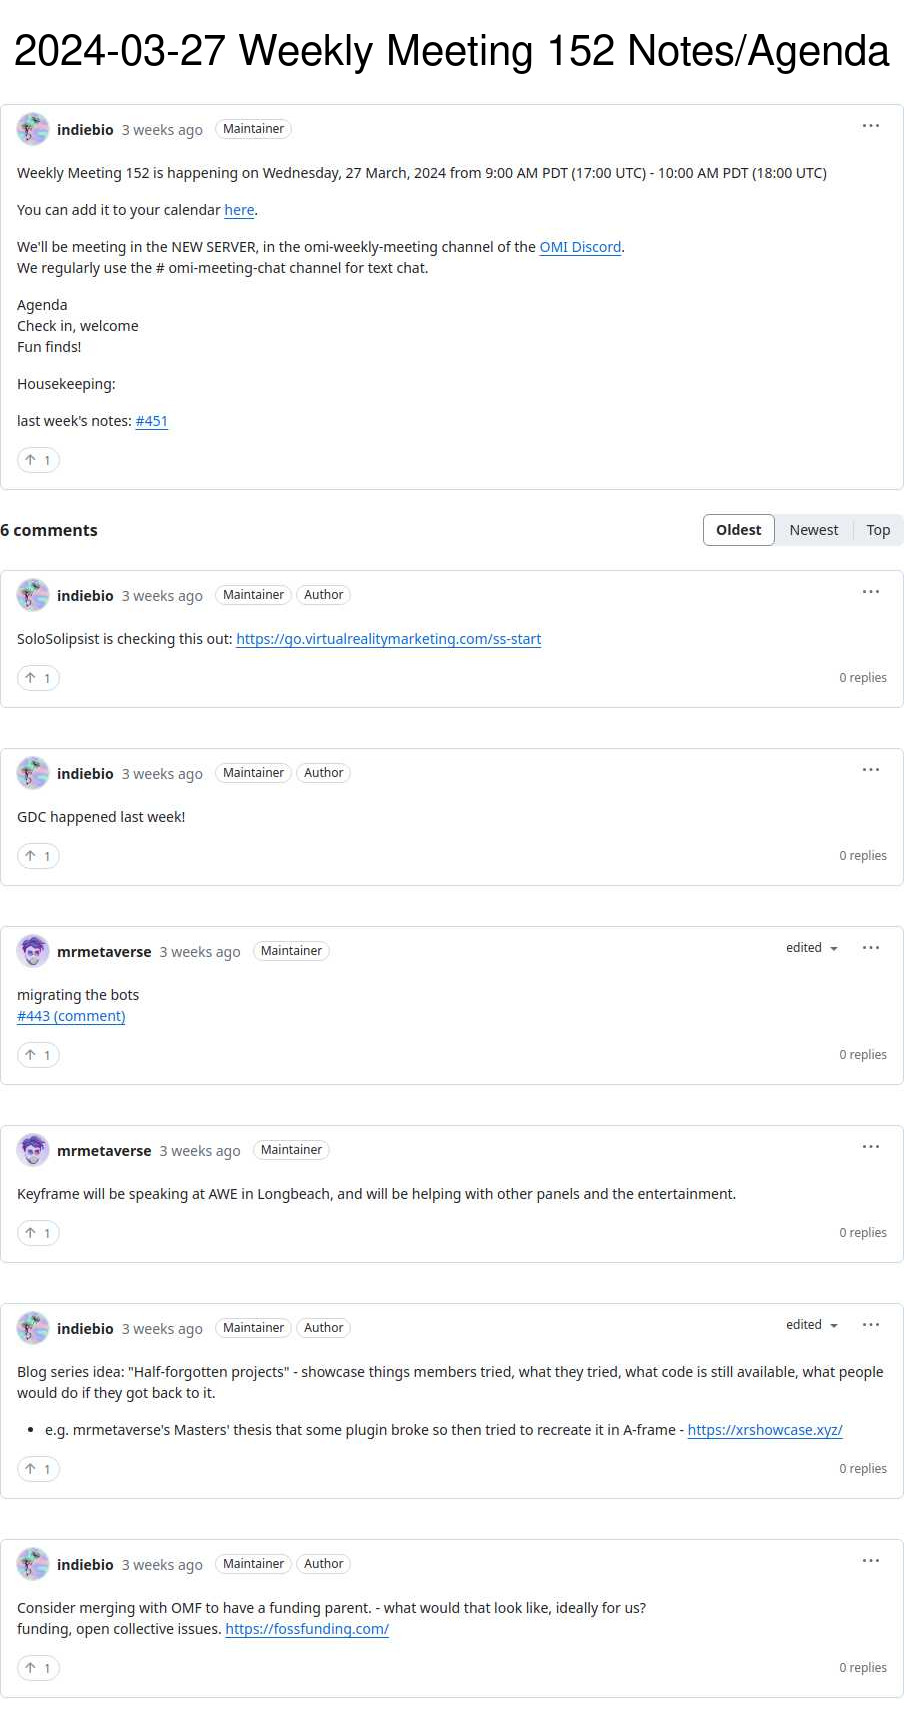 2024-03-27 Weekly Meeting 152 Notes/Agenda
indiebio 3 weeks ago Maintainer
Weekly Meeting 152 is happening on Wednesday, 27 March, 2024 from 9:00 AM PDT (17:00 UTC) - 10:00 AM PDT (18:00 UTC)
You can add it to your calendar here.
We'll be meeting in the NEW SERVER, in the omi-weekly-meeting channel of the OMI Discord.
We regularly use the # omi-meeting-chat channel for text chat.
Agenda
Check in, welcome
Fun finds!
Housekeeping:
last week's notes: #451
↑ 1
6 comments Oldest Newest Top
indiebio 3 weeks ago Maintainer Author
SoloSolipsist is checking this out: https://go.virtualrealitymarketing.com/ss-start
↑ 1 0 replies
indiebio 3 weeks ago Maintainer Author
GDC happened last week!
↑ 1 0 replies
mrmetaverse 3 weeks ago Maintainer edited
migrating the bots
#443 (comment)
↑ 1 0 replies
mrmetaverse 3 weeks ago Maintainer
Keyframe will be speaking at AWE in Longbeach, and will be helping with other panels and the entertainment.
↑ 1 0 replies
indiebio 3 weeks ago Maintainer Author edited
Blog series idea: "Half-forgotten projects" - showcase things members tried, what they tried, what code is still available, what people
would do if they got back to it.
• e.g. mrmetaverse's Masters' thesis that some plugin broke so then tried to recreate it in A-frame - https://xrshowcase.xyz/
↑ 1 0 replies
indiebio 3 weeks ago Maintainer Author
Consider merging with OMF to have a funding parent. - what would that look like, ideally for us?
funding, open collective issues. https://fossfunding.com/
↑ 1 0 replies